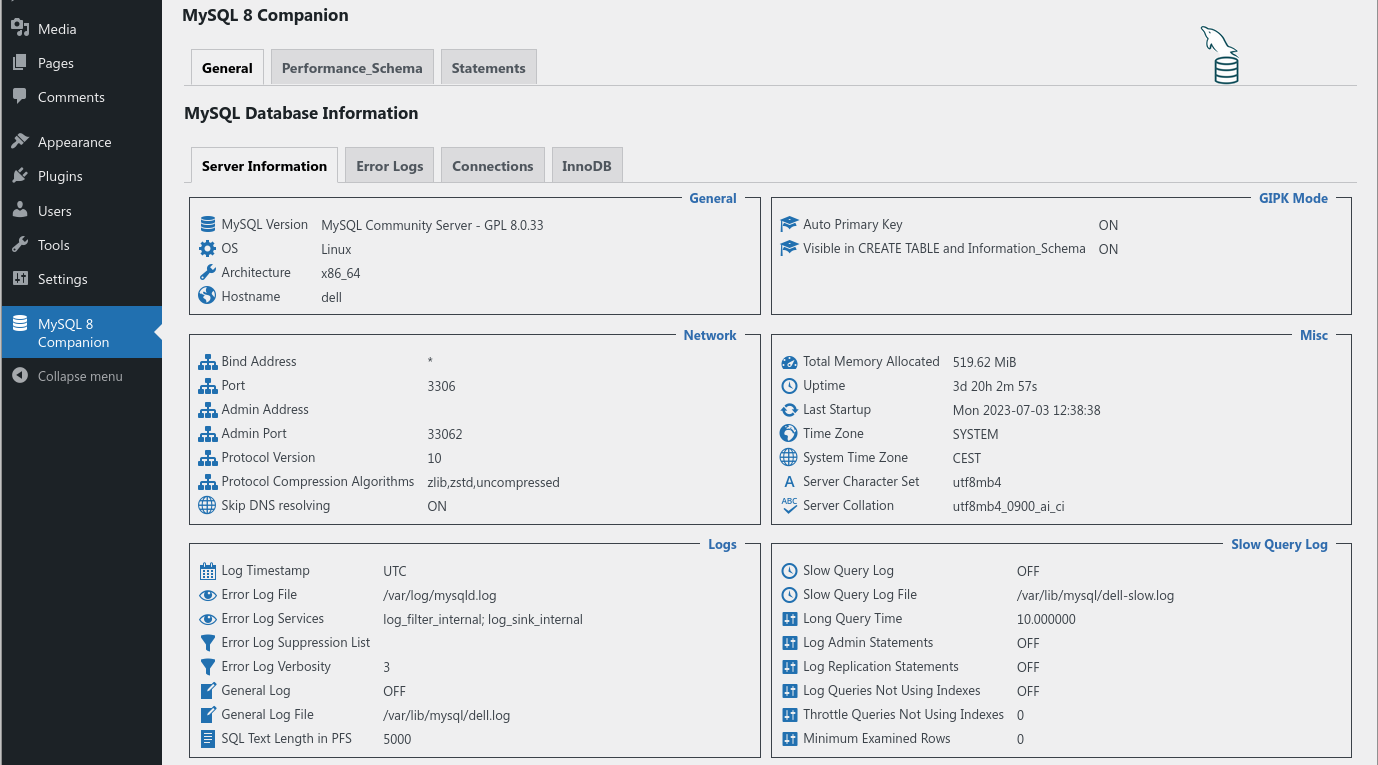 Media
Pages
Comments
Appearance
Plugins
Users
Tools
Settings
MySQL 8
Companion
Collapse menu
MySQL 8 Companion
General Performance_Schema Statements
MySQL Database Information
Server Information Error Logs Connections InnoDB
General
MySQL Version MySQL Community Server - GPL 8.0.33
OS Linux
Architecture x86_64
Hostname dell
GIPK Mode
Auto Primary Key ON
Visible in CREATE TABLE and Information_Schema ON
Network
Bind Address *
Port 3306
Admin Address
Admin Port 33062
Protocol Version 10
Protocol Compression Algorithms zlib,zstd,uncompressed
Skip DNS resolving ON
Misc
Total Memory Allocated 519.62 MiB
Uptime 3d 20h 2m 57s
Last Startup Mon 2023-07-03 12:38:38
Time Zone SYSTEM
System Time Zone CEST
A Server Character Set utf8mb4
ABC Server Collation utf8mb4_0900_ai_ci
Logs
Log Timestamp UTC
Error Log File /var/log/mysqld.log
Error Log Services log_filter_internal; log_sink_internal
Error Log Suppression List
Error Log Verbosity 3
General Log OFF
General Log File /var/lib/mysql/dell.log
SQL Text Length in PFS 5000
Slow Query Log
Slow Query Log OFF
Slow Query Log File /var/lib/mysql/dell-slow.log
Long Query Time 10.000000
Log Admin Statements OFF
Log Replication Statements OFF
Log Queries Not Using Indexes OFF
Throttle Queries Not Using Indexes 0
Minimum Examined Rows 0